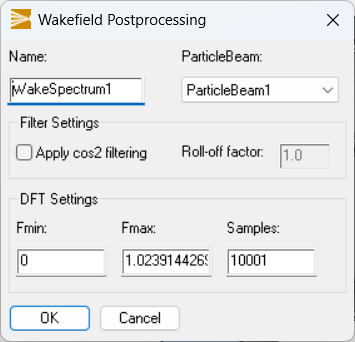 Wakefield Postprocessing
Name:
ParticleBeam:
WakeSpectrum1
ParticleBeam1
Filter Settings
Apply cos2 filtering
Roll-off factor:
1.0
DFT Settings
Fmin:
Fmax:
Samples:
0
1.0239144269
10001
OK
Cancel